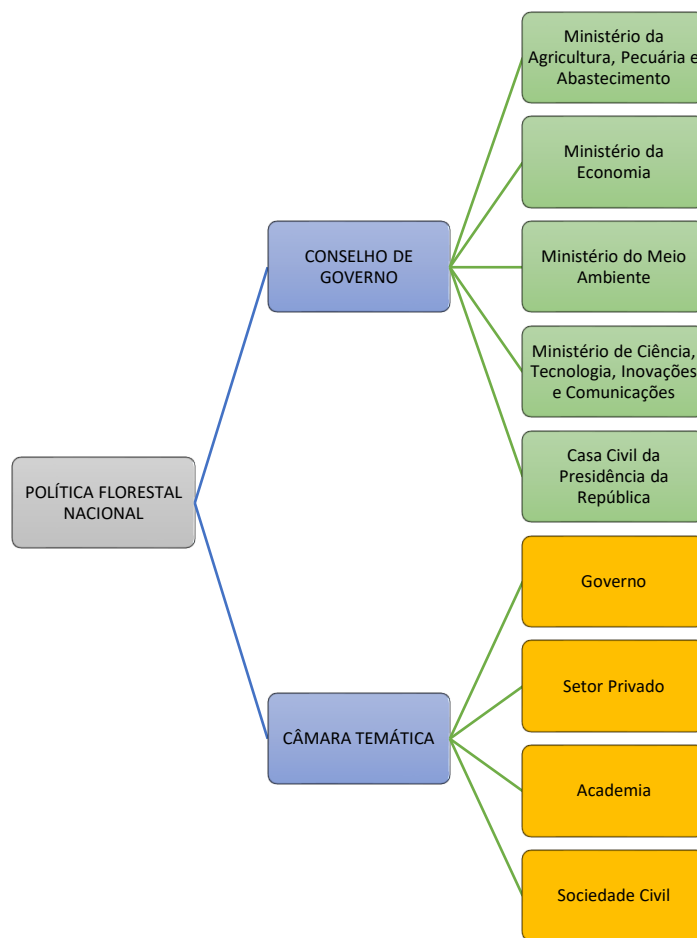 Ministério da
Agricultura, Pecuária e
Abastecimento
Ministério da
Economia
CONSELHO DE
GOVERNO
Ministério do Meio
Ambiente
Ministério de Ciência,
Tecnologia, Inovações
e Comunicações
Casa Civil da
Presidência da
República
POLÍTICA FLORESTAL
NACIONAL
Governo
Setor Privado
CÂMARA TEMÁTICA
Academia
Sociedade Civil